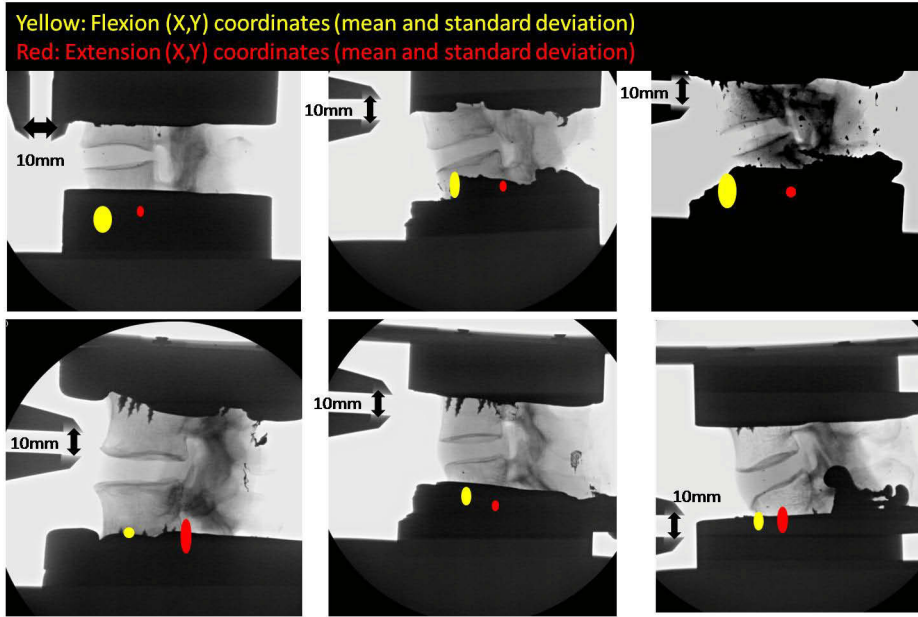 Yellow: Flexion (X,Y) coordinates (mean and standard deviation)
Red: Extension (X,Y) coordinates (mean and standard deviation)
10mm
10mm
10mm
10mm
10mm
10mm